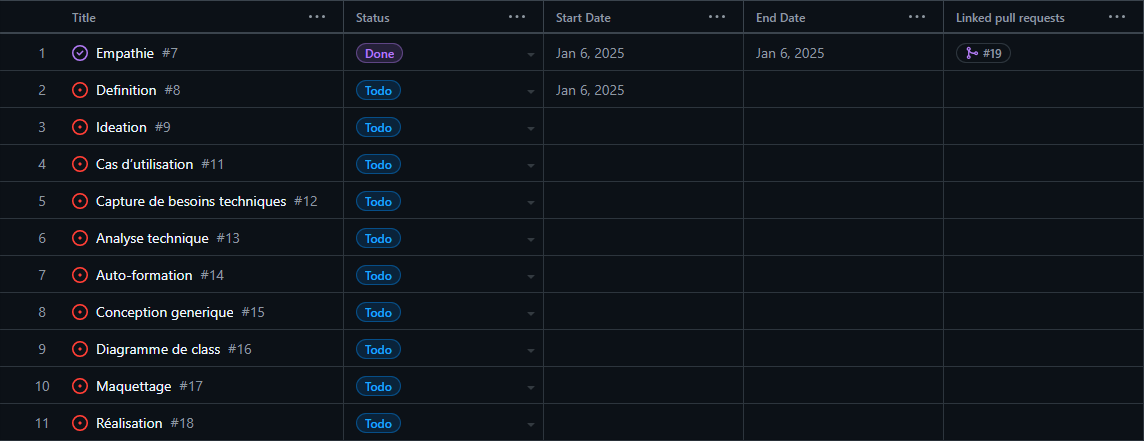 Title ... Status ... Start Date ... End Date ... Linked pull requests ...
1 Empathie #7 Done Jan 6, 2025 Jan 6, 2025 #19
2 Definition #8 Todo Jan 6, 2025
3 Ideation #9 Todo
4 Cas d’utilisation #11 Todo
5 Capture de besoins techniques #12 Todo
6 Analyse technique #13 Todo
7 Auto-formation #14 Todo
8 Conception generique #15 Todo
9 Diagramme de class #16 Todo
10 Maquettage #17 Todo
11 Réalisation #18 Todo